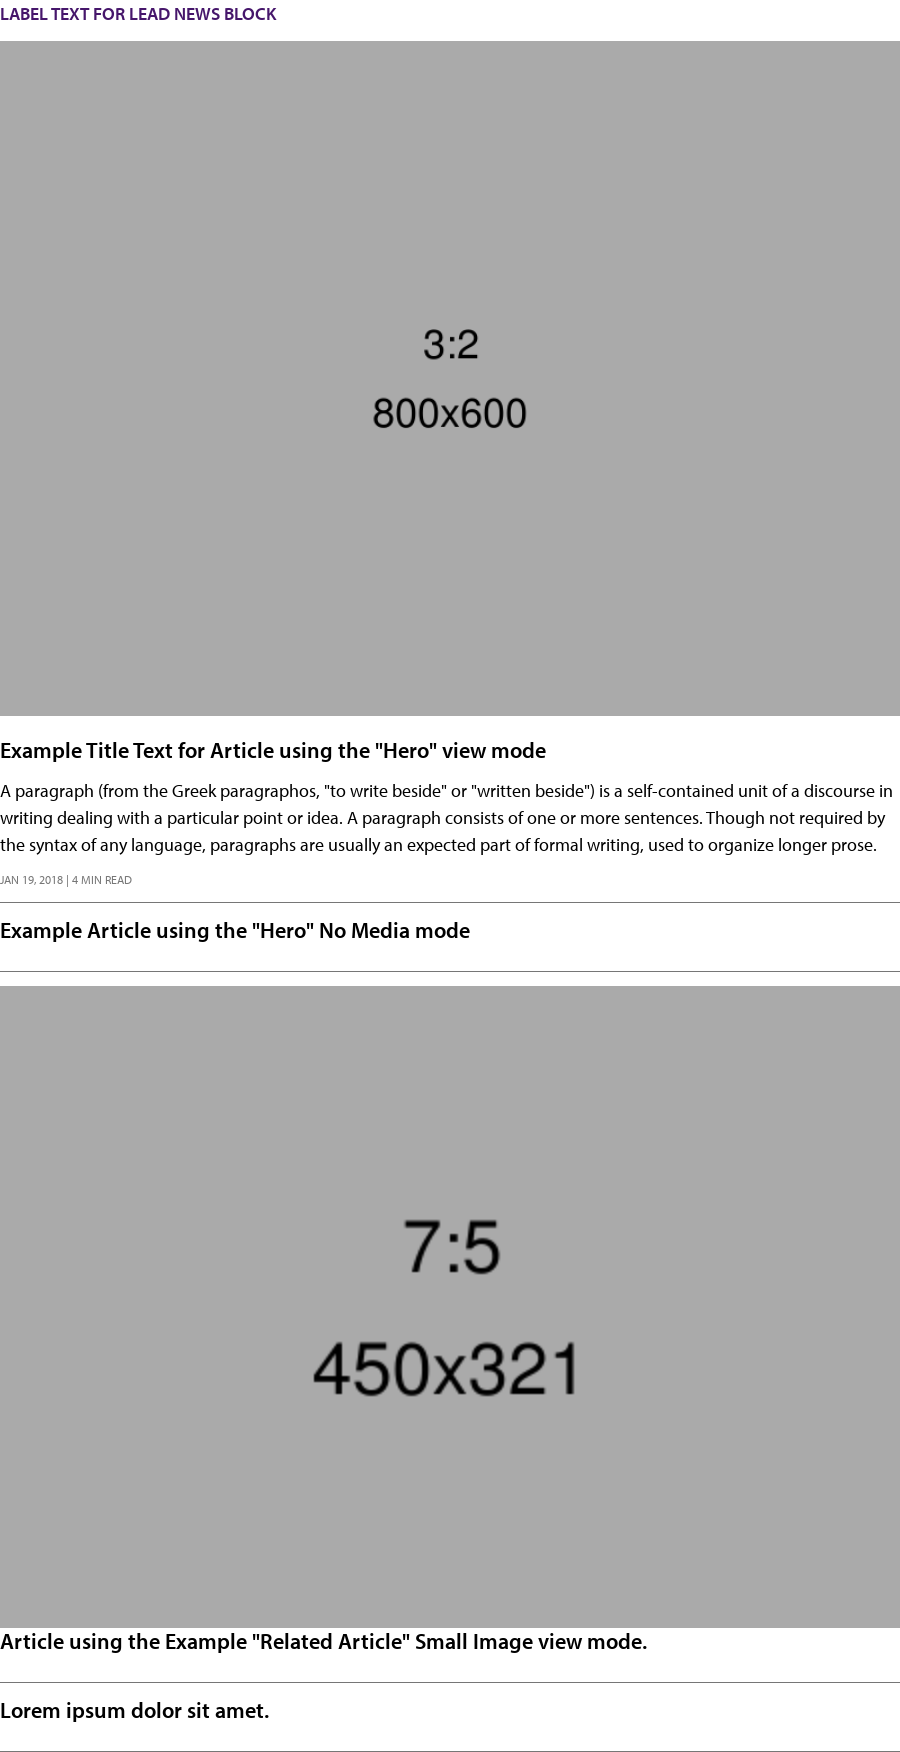 LABEL TEXT FOR LEAD NEWS BLOCK
3:2
800x600
Example Title Text for Article using the "Hero" view mode
A paragraph (from the Greek paragraphos, "to write beside" or "written beside") is a self-contained unit of a discourse in
writing dealing with a particular point or idea. A paragraph consists of one or more sentences. Though not required by
the syntax of any language, paragraphs are usually an expected part of formal writing, used to organize longer prose.
JAN 19, 2018 | 4 MIN READ
Example Article using the "Hero" No Media mode
7:5
450x321
Article using the Example "Related Article" Small Image view mode.
Lorem ipsum dolor sit amet.